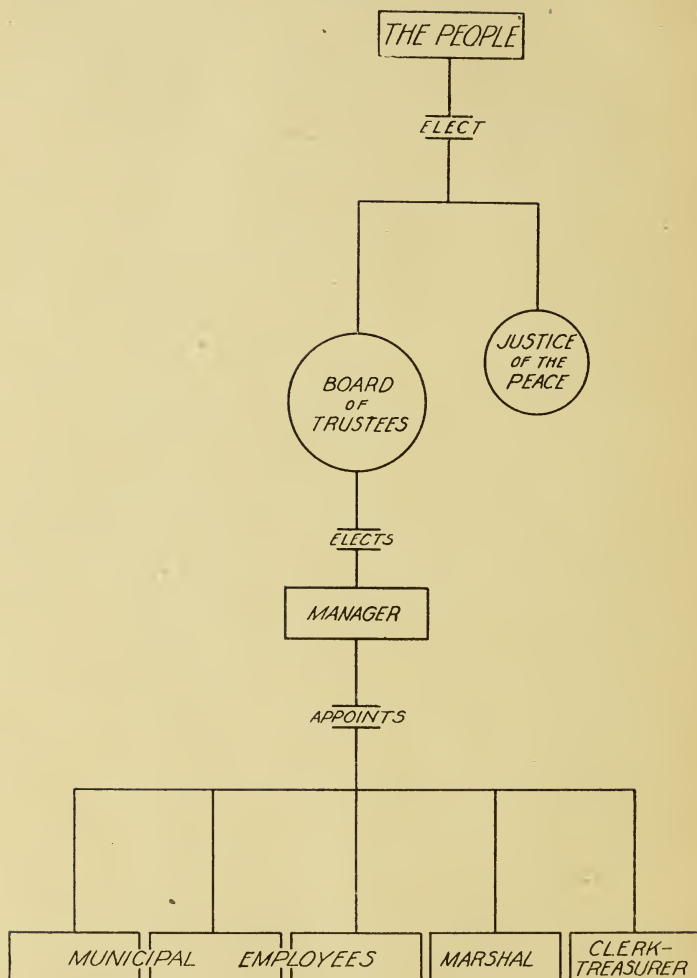 THE PEOPLE
ELECT
JUSTICE
OF THE
PEACE
BOARD
OF
TRUSTEES
ELECTS
MANAGER
APPOINTS
MUNICIPAL EMPLOYEES
MARSHAL
CLERK-
TREASURER